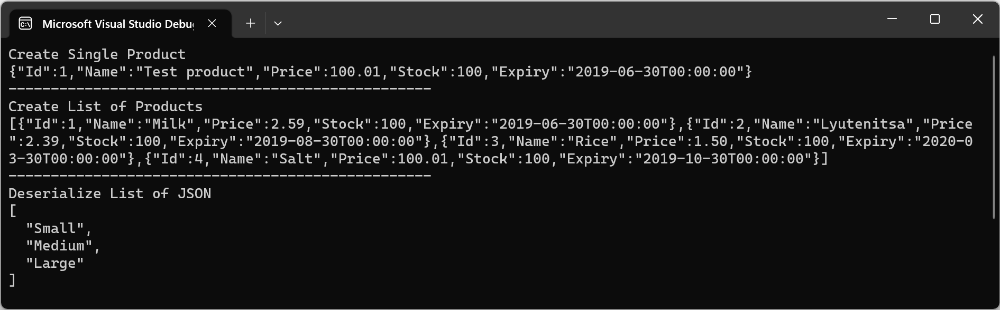 Microsoft Visual Studio Debu
Create Single Product
{"Id":1,"Name":"Test product","Price":100.01,"Stock":100,"Expiry":"2019-06-30T00:00:00"}
--------------------------------------------------
Create List of Products
[{"Id":1,"Name":"Milk","Price":2.59,"Stock":100,"Expiry":"2019-06-30T00:00:00"},{"Id":2,"Name":"Lyutenitsa","Price
":2.39,"Stock":100,"Expiry":"2019-08-30T00:00:00"},{"Id":3,"Name":"Rice","Price":1.50,"Stock":100,"Expiry":"2020-0
3-30T00:00:00"},{"Id":4,"Name":"Salt","Price":100.01,"Stock":100,"Expiry":"2019-10-30T00:00:00"}]
--------------------------------------------------
Deserialize List of JSON
[
  "Small",
  "Medium",
  "Large"
]